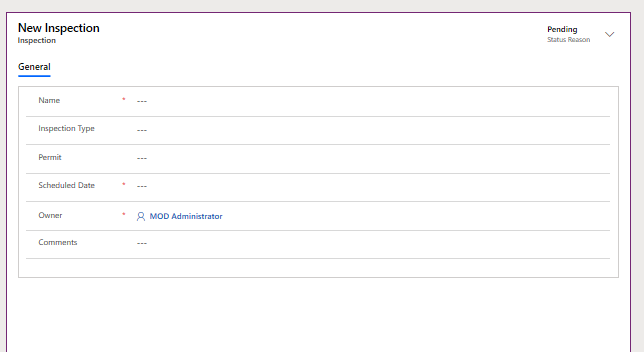 New Inspection
Inspection
Pending
Status Reason
General
Name * ---
Inspection Type ---
Permit ---
Scheduled Date * ---
Owner * MOD Administrator
Comments ---